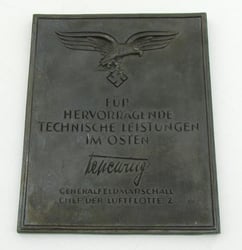 FÜR
HERVORRAGENDE
TECHNISCHE LEISTUNGEN
IM OSTEN
GENERALFELDMARSCHALL
CHEF DER LUFTFLOTTE 2